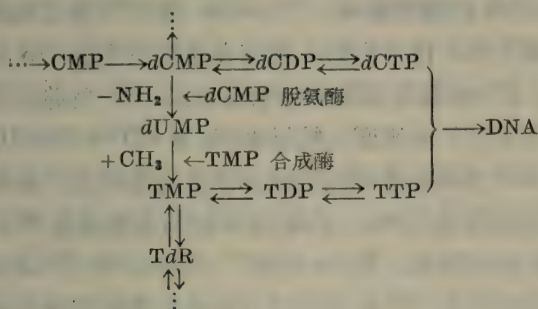 ⋮
…→CMP→dCMP⇌dCDP⇌dCTP
−NH₂ ←dCMP 脱氨酶
dUMP
→DNA
+CH₃ ←TMP 合成酶
TMP ⇌ TDP ⇌ TTP
TdR
⋮